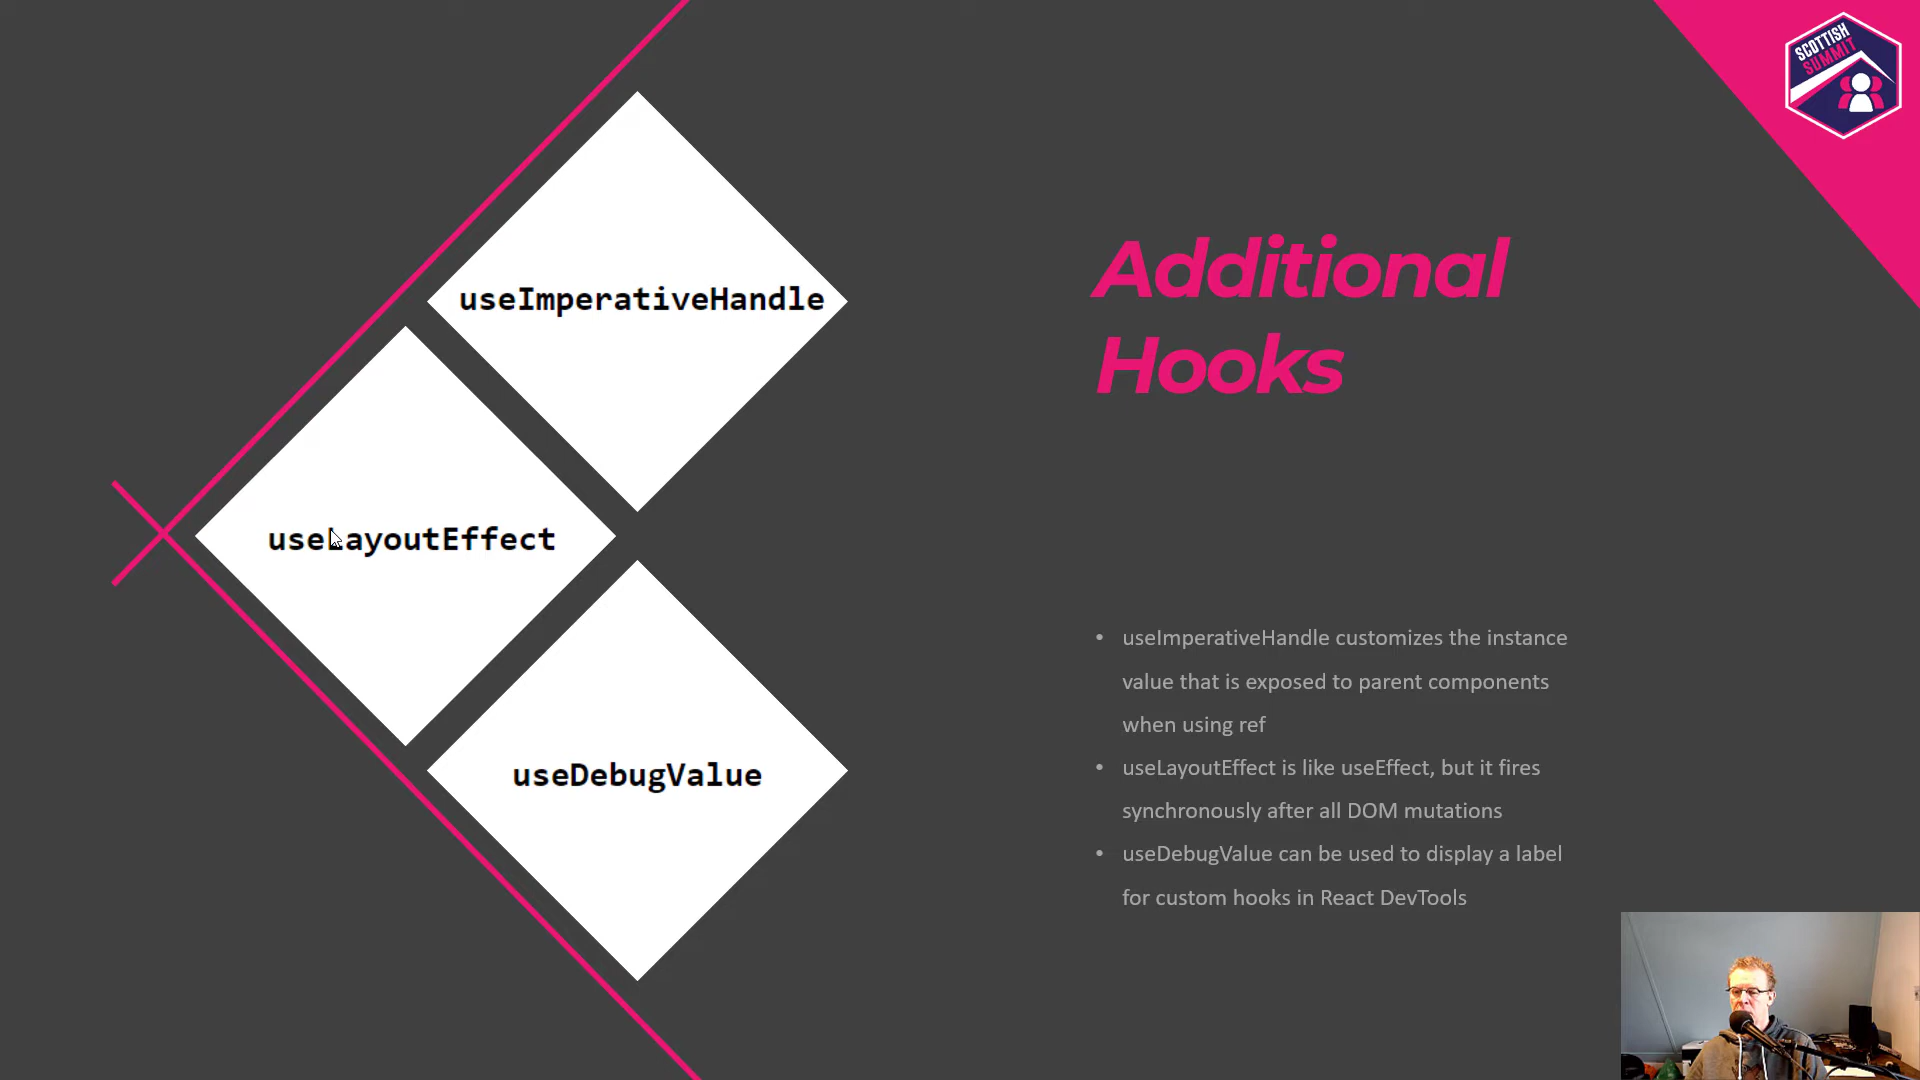 SCOTTISH
SUMMIT
Additional
Hooks
useImperativeHandle
useLayoutEffect
useDebugValue
• useImperativeHandle customizes the instance
value that is exposed to parent components
when using ref
• useLayoutEffect is like useEffect, but it fires
synchronously after all DOM mutations
• useDebugValue can be used to display a label
for custom hooks in React DevTools